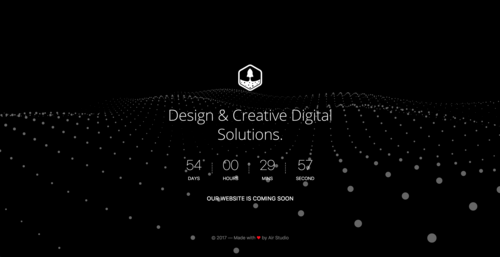 Design & Creative Digital
Solutions.
54 00 29 57
DAYS HOURS MINS SECOND
OUR WEBSITE IS COMING SOON
© 2017 — Made with ♥ by Air Studio